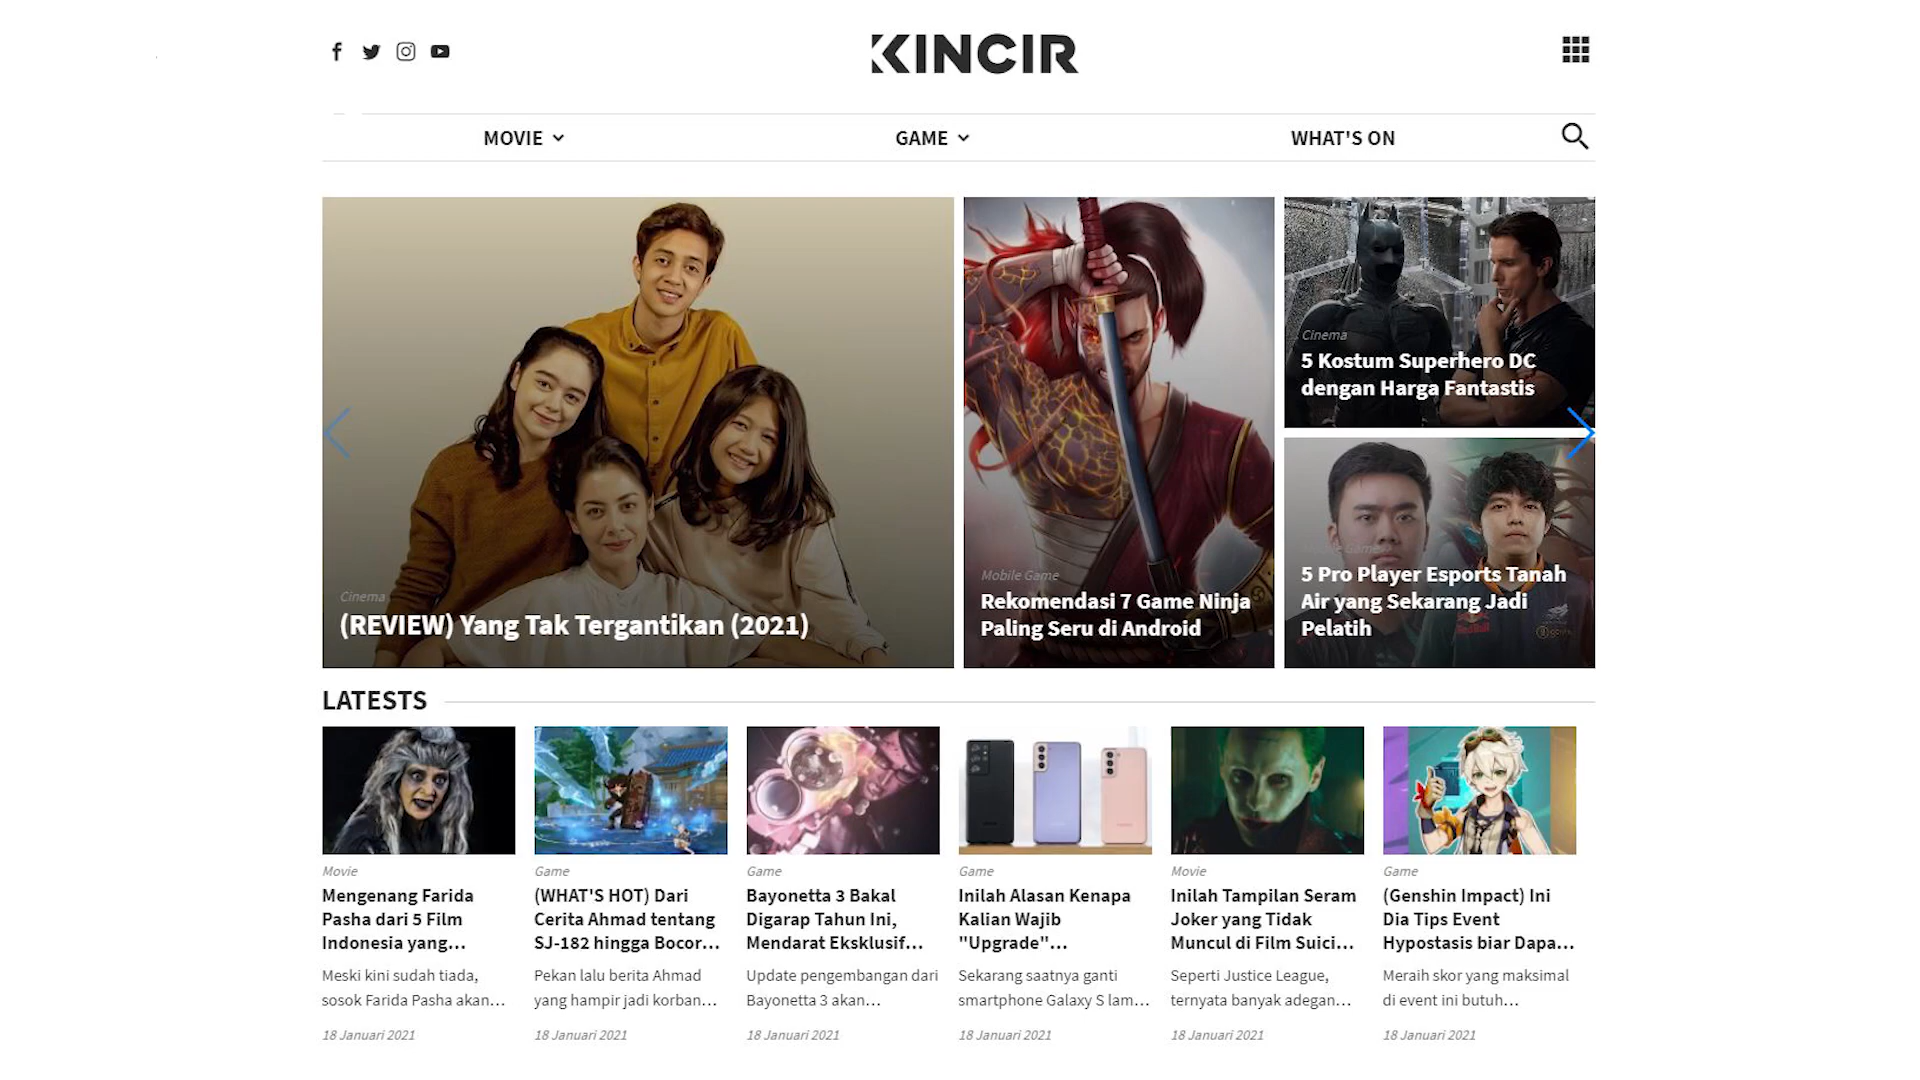 KINCIR
MOVIE
GAME
WHAT'S ON
Cinema
(REVIEW) Yang Tak Tergantikan (2021)
Mobile Game
Rekomendasi 7 Game Ninja
Paling Seru di Android
Cinema
5 Kostum Superhero DC
dengan Harga Fantastis
Mobile Game
5 Pro Player Esports Tanah
Air yang Sekarang Jadi
Pelatih
Red Bull
LATESTS
Movie
Mengenang Farida
Pasha dari 5 Film
Indonesia yang...
Meski kini sudah tiada,
sosok Farida Pasha akan...
18 Januari 2021
Game
(WHAT'S HOT) Dari
Cerita Ahmad tentang
SJ-182 hingga Bocor...
Pekan lalu berita Ahmad
yang hampir jadi korban...
18 Januari 2021
Game
Bayonetta 3 Bakal
Digarap Tahun Ini,
Mendarat Eksklusif...
Update pengembangan dari
Bayonetta 3 akan...
18 Januari 2021
Game
Inilah Alasan Kenapa
Kalian Wajib
"Upgrade"...
Sekarang saatnya ganti
smartphone Galaxy S lam...
18 Januari 2021
Movie
Inilah Tampilan Seram
Joker yang Tidak
Muncul di Film Suici...
Seperti Justice League,
ternyata banyak adegan...
18 Januari 2021
Game
(Genshin Impact) Ini
Dia Tips Event
Hypostasis biar Dapa...
Meraih skor yang maksimal
di event ini butuh...
18 Januari 2021